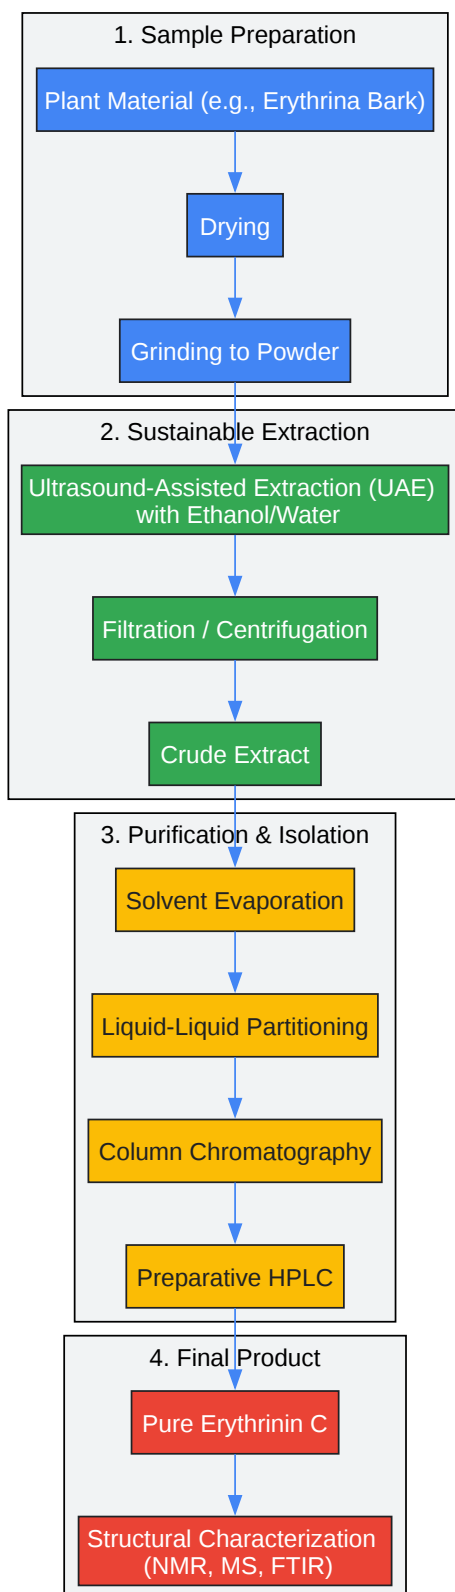 1. Sample Preparation
Plant Material (e.g., Erythrina Bark)
Drying
Grinding to Powder
2. Sustainable Extraction
Ultrasound-Assisted Extraction (UAE)
with Ethanol/Water
Filtration / Centrifugation
Crude Extract
3. Purification & Isolation
Solvent Evaporation
Liquid-Liquid Partitioning
Column Chromatography
Preparative HPLC
4. Final Product
Pure Erythrinin C
Structural Characterization
(NMR, MS, FTIR)